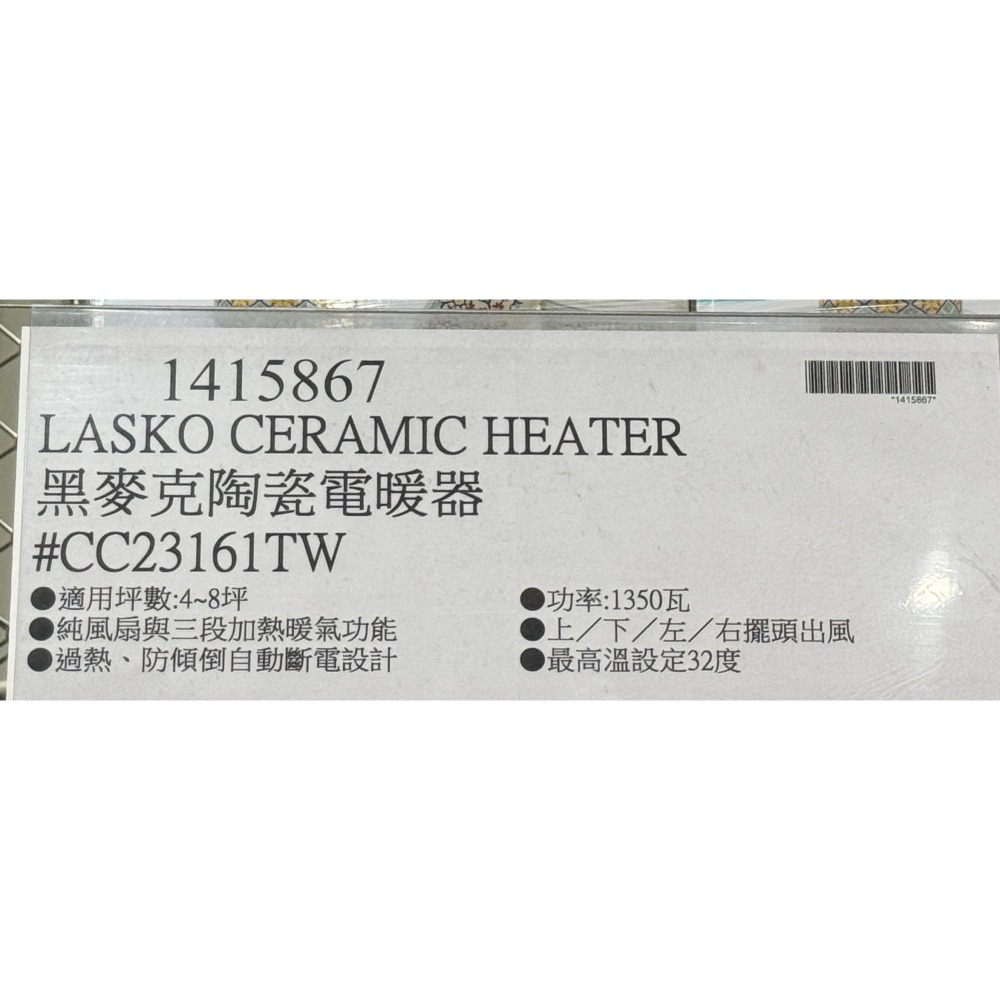 1415867
*1415867*
LASKO CERAMIC HEATER
黑麥克陶瓷電暖器
#CC23161TW
●適用坪數:4~8坪
●功率:1350瓦
●純風扇與三段加熱暖氣功能
●上／下／左／右擺頭出風
●過熱、防傾倒自動斷電設計
●最高溫設定32度